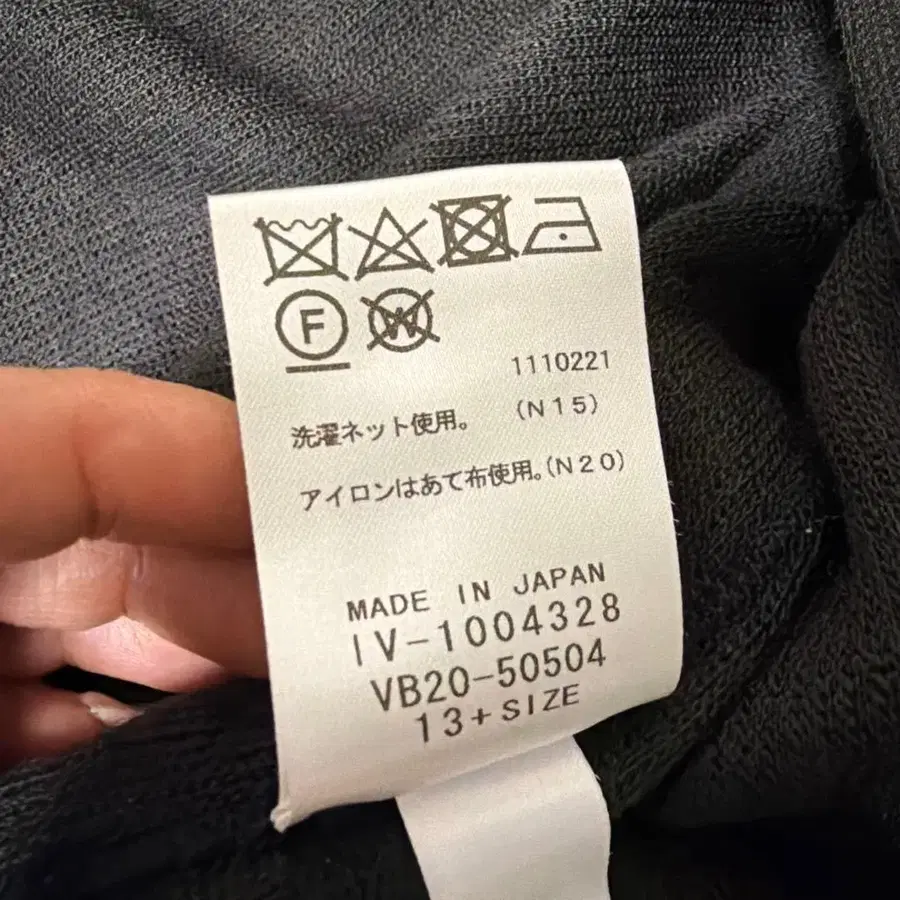 F
W
1110221
洗濯ネット使用。 (N15)
アイロンはあて布使用。(N20)
MADE IN JAPAN
IV-1004328
VB20-50504
13+SIZE